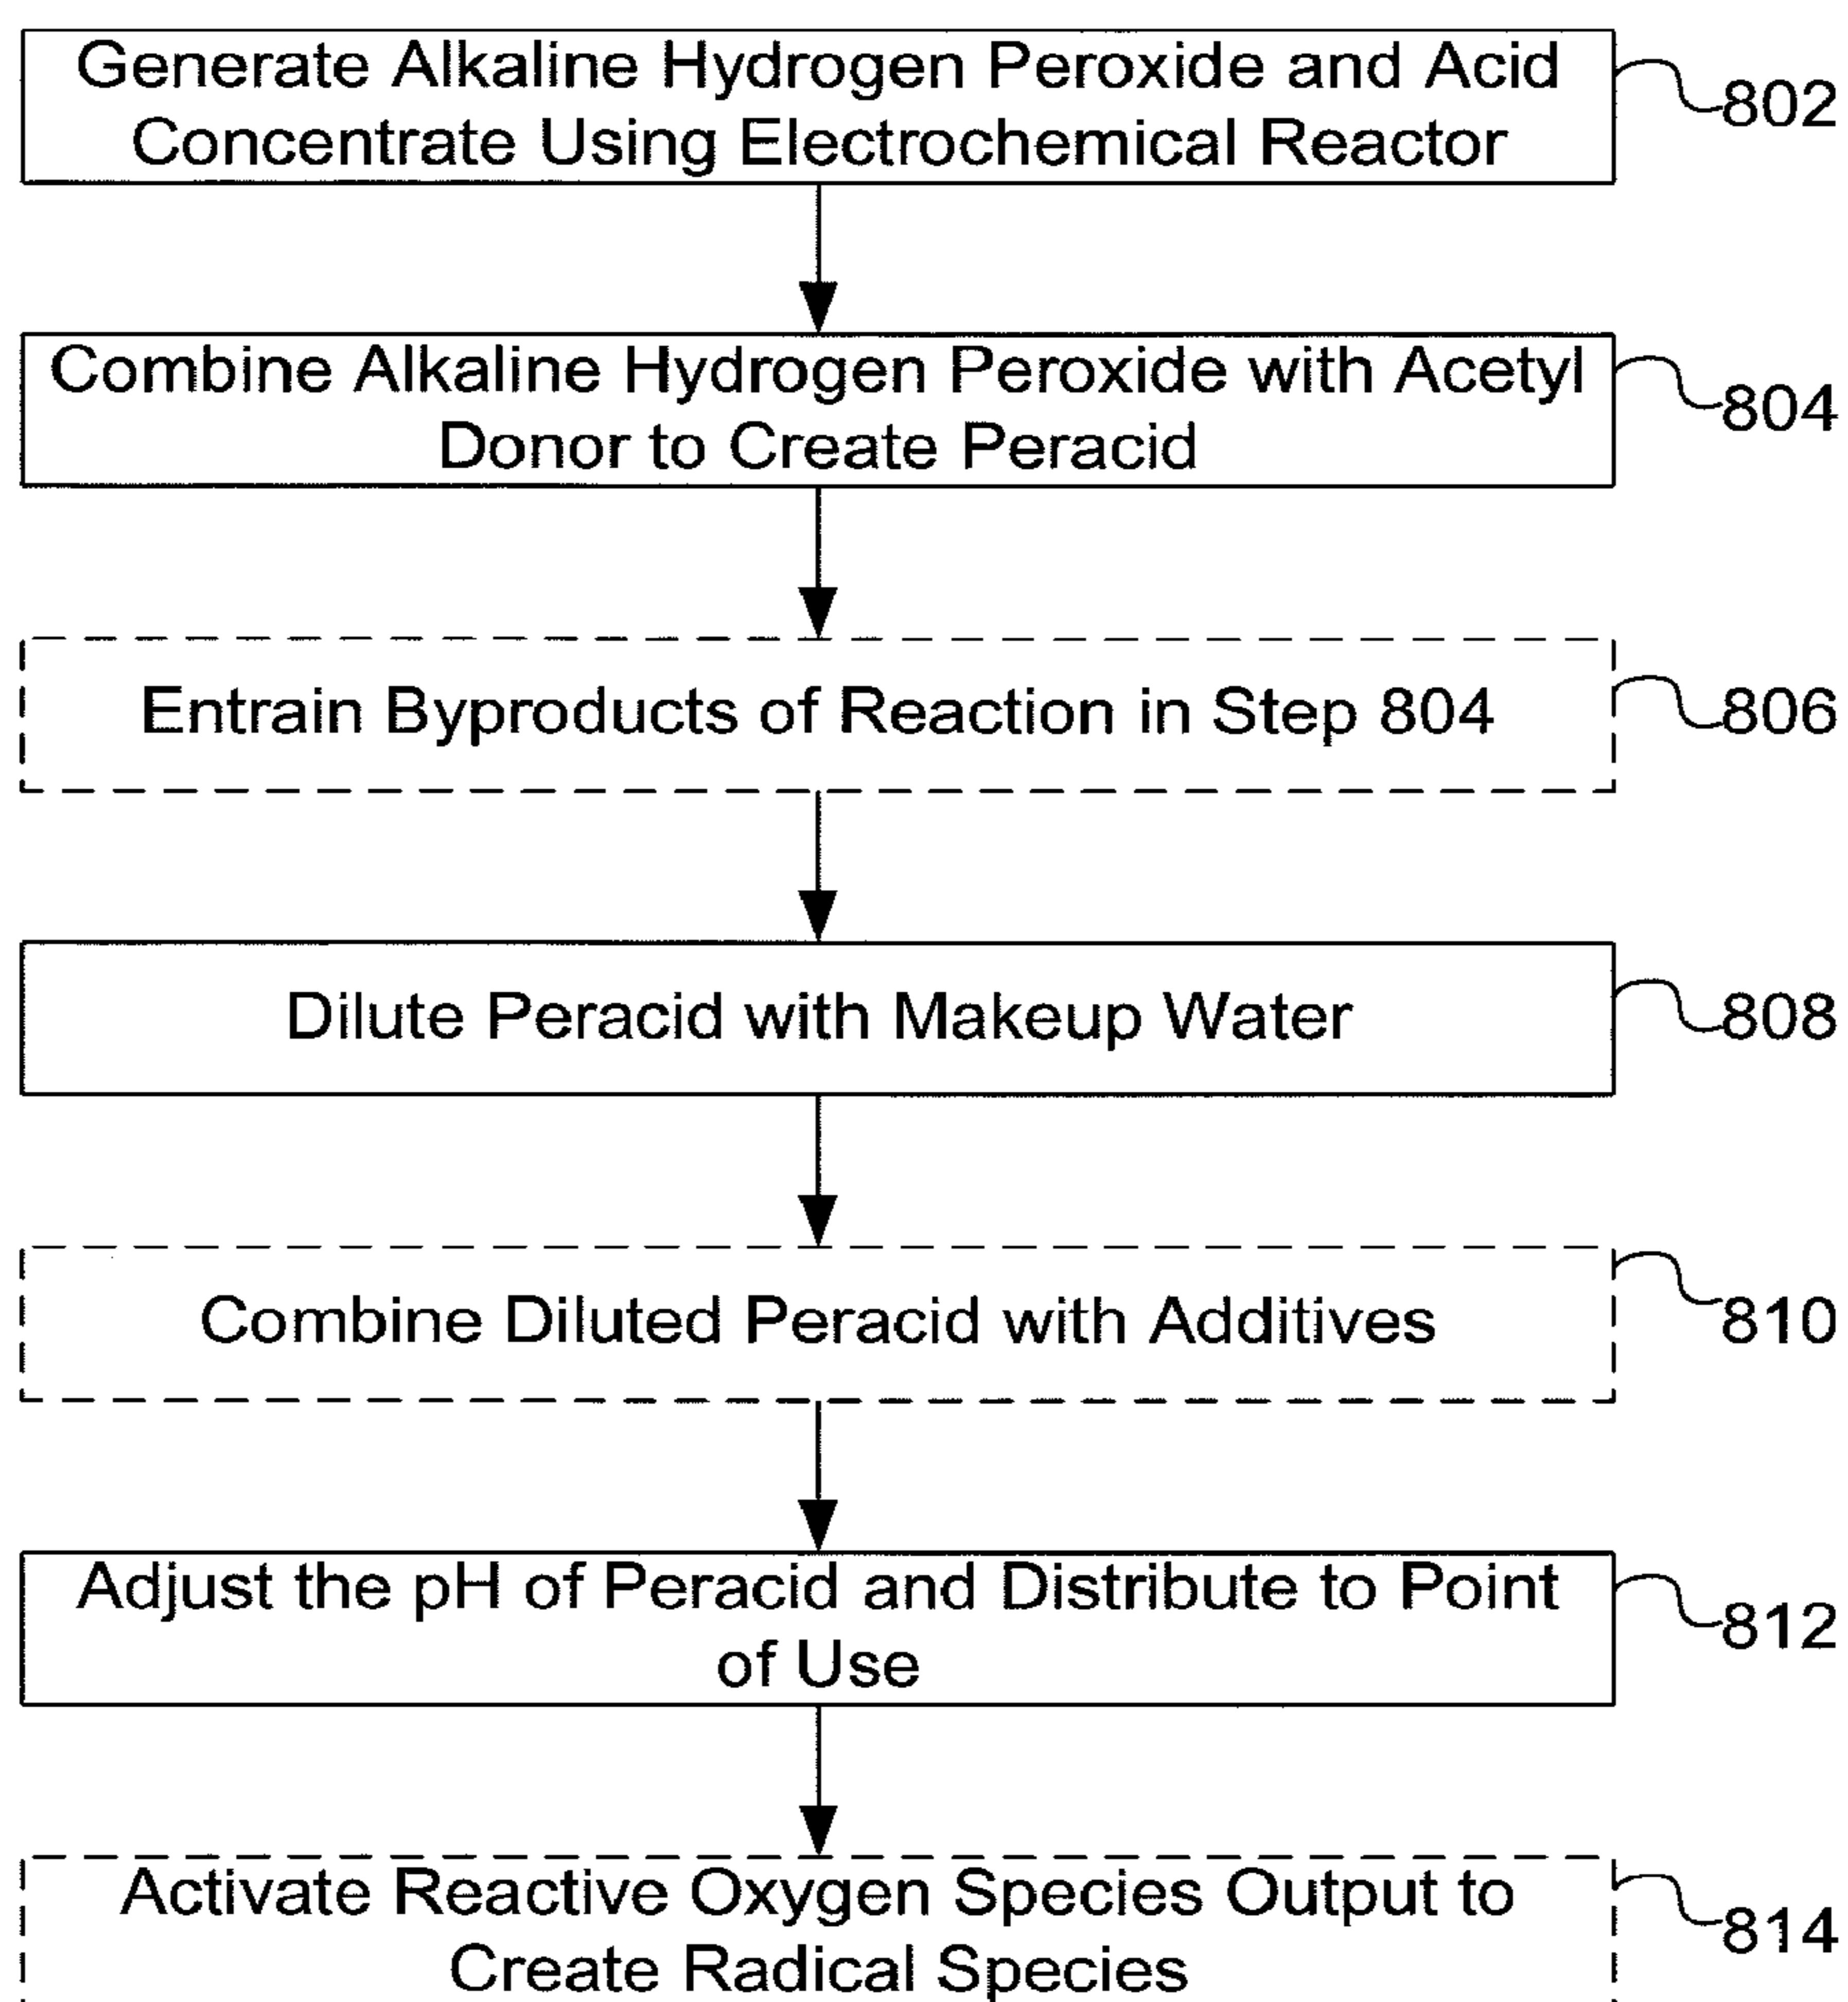 Generate Alkaline Hydrogen Peroxide and Acid
Concentrate Using Electrochemical Reactor
802
Combine Alkaline Hydrogen Peroxide with Acetyl
Donor to Create Peracid
804
Entrain Byproducts of Reaction in Step 804
806
Dilute Peracid with Makeup Water
808
Combine Diluted Peracid with Additives
810
Adjust the pH of Peracid and Distribute to Point
of Use
812
Activate Reactive Oxygen Species Output to
Create Radical Species
814